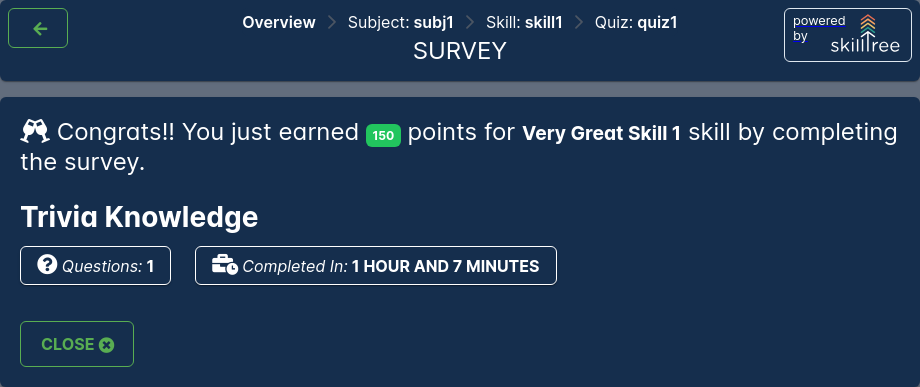 Overview > Subject: subj1 > Skill: skill1 > Quiz: quiz1
SURVEY
powered
by
skilltree
Congrats!! You just earned 150 points for Very Great Skill 1 skill by completing
the survey.
Trivia Knowledge
Questions: 1
Completed In: 1 HOUR AND 7 MINUTES
CLOSE